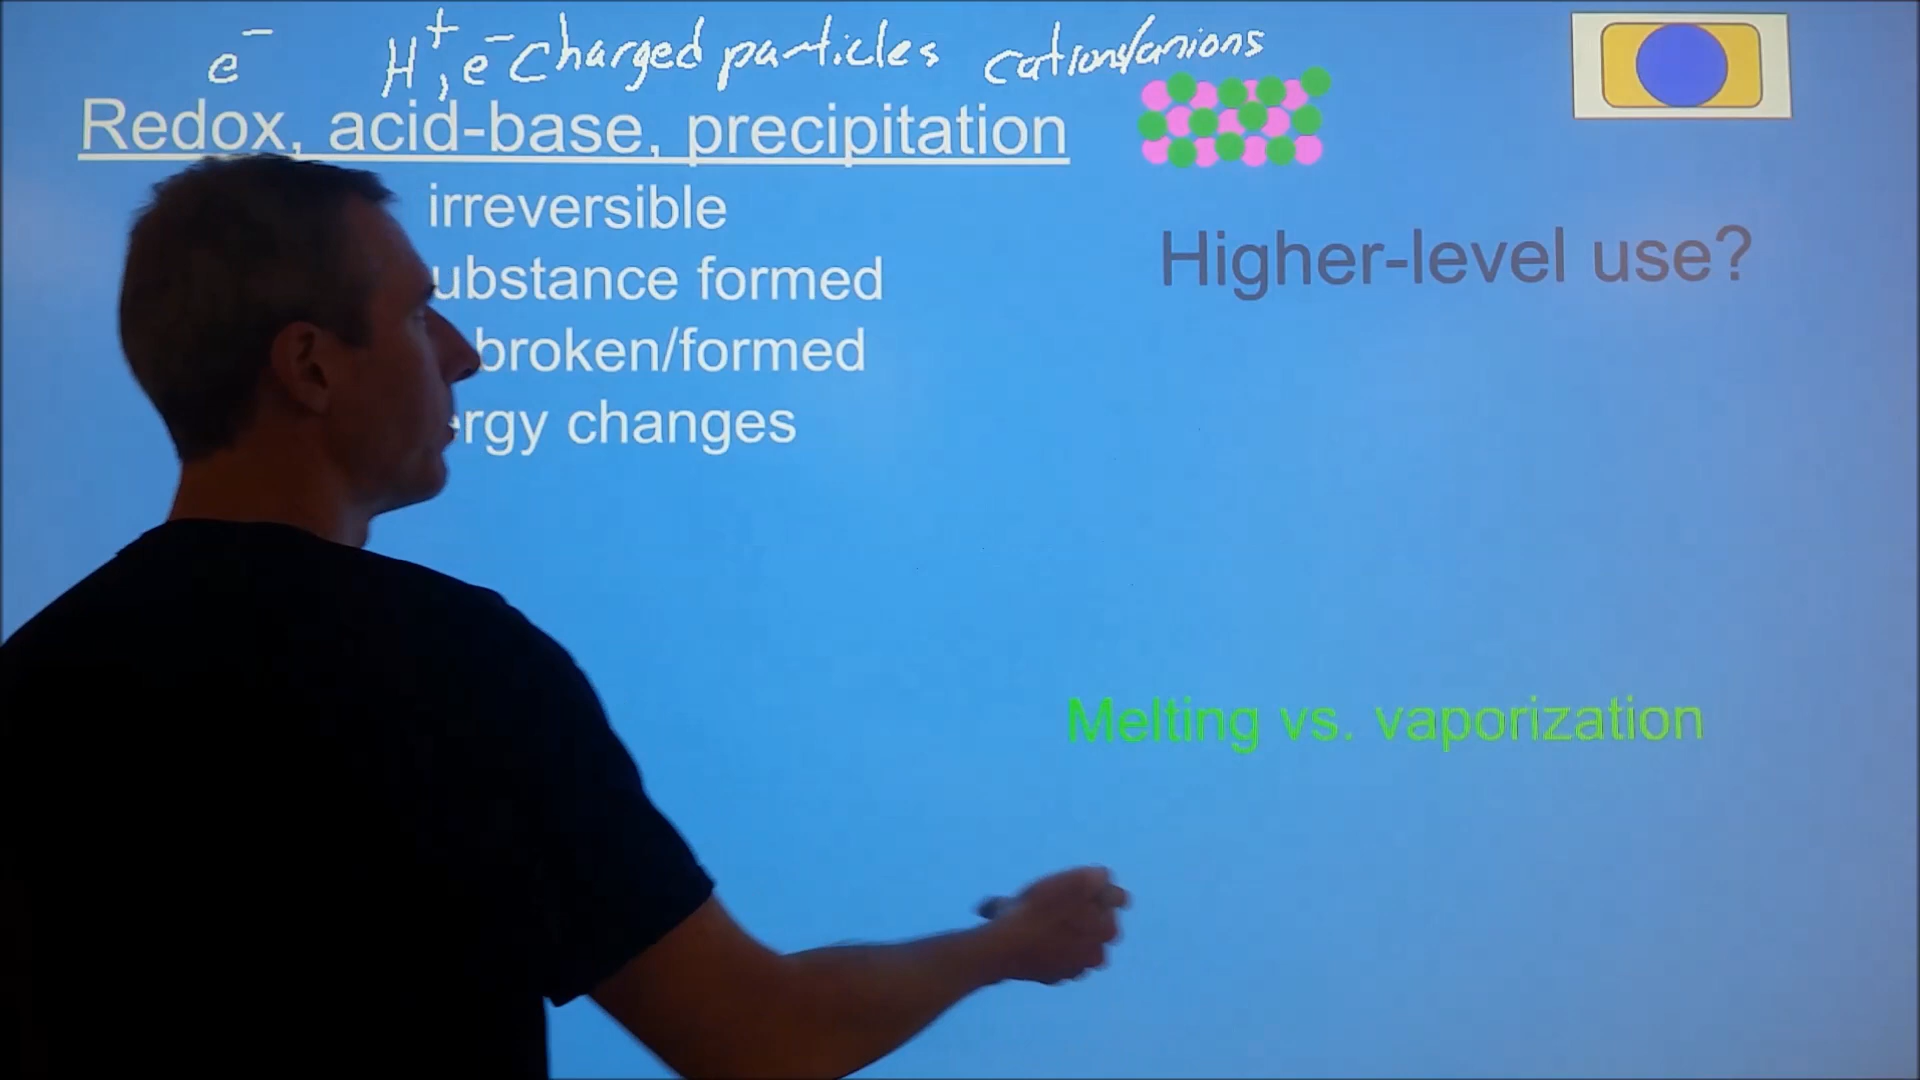 e⁻ H⁺, e⁻ charged particles cations/anions
Redox, acid-base, precipitation
irreversible
ubstance formed
broken/formed
ergy changes
Higher-level use?
Melting vs. vaporization